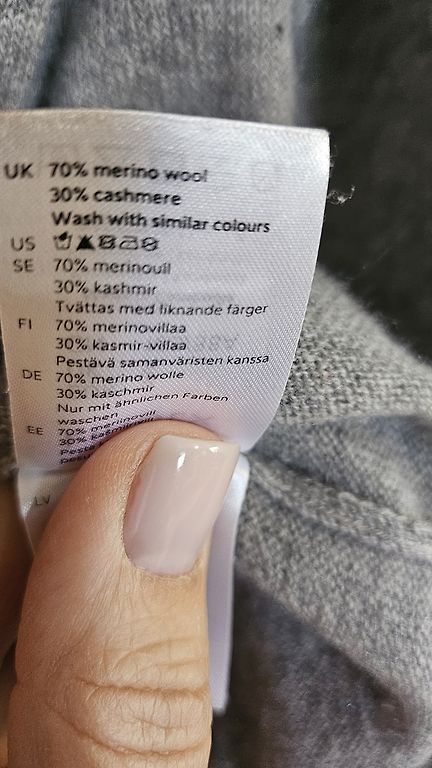 UK 70% merino wool
30% cashmere
Wash with similar colours
US
SE 70% merinoull
30% kashmir
Tvättas med liknande färger
FI 70% merinovillaa
30% kasmir-villaa
Pestävä samanväristen kanssa
DE 70% merino wolle
30% kaschmir
Nur mit ähnlichen Farben
waschen
EE 70% meriinovill
30%
LV